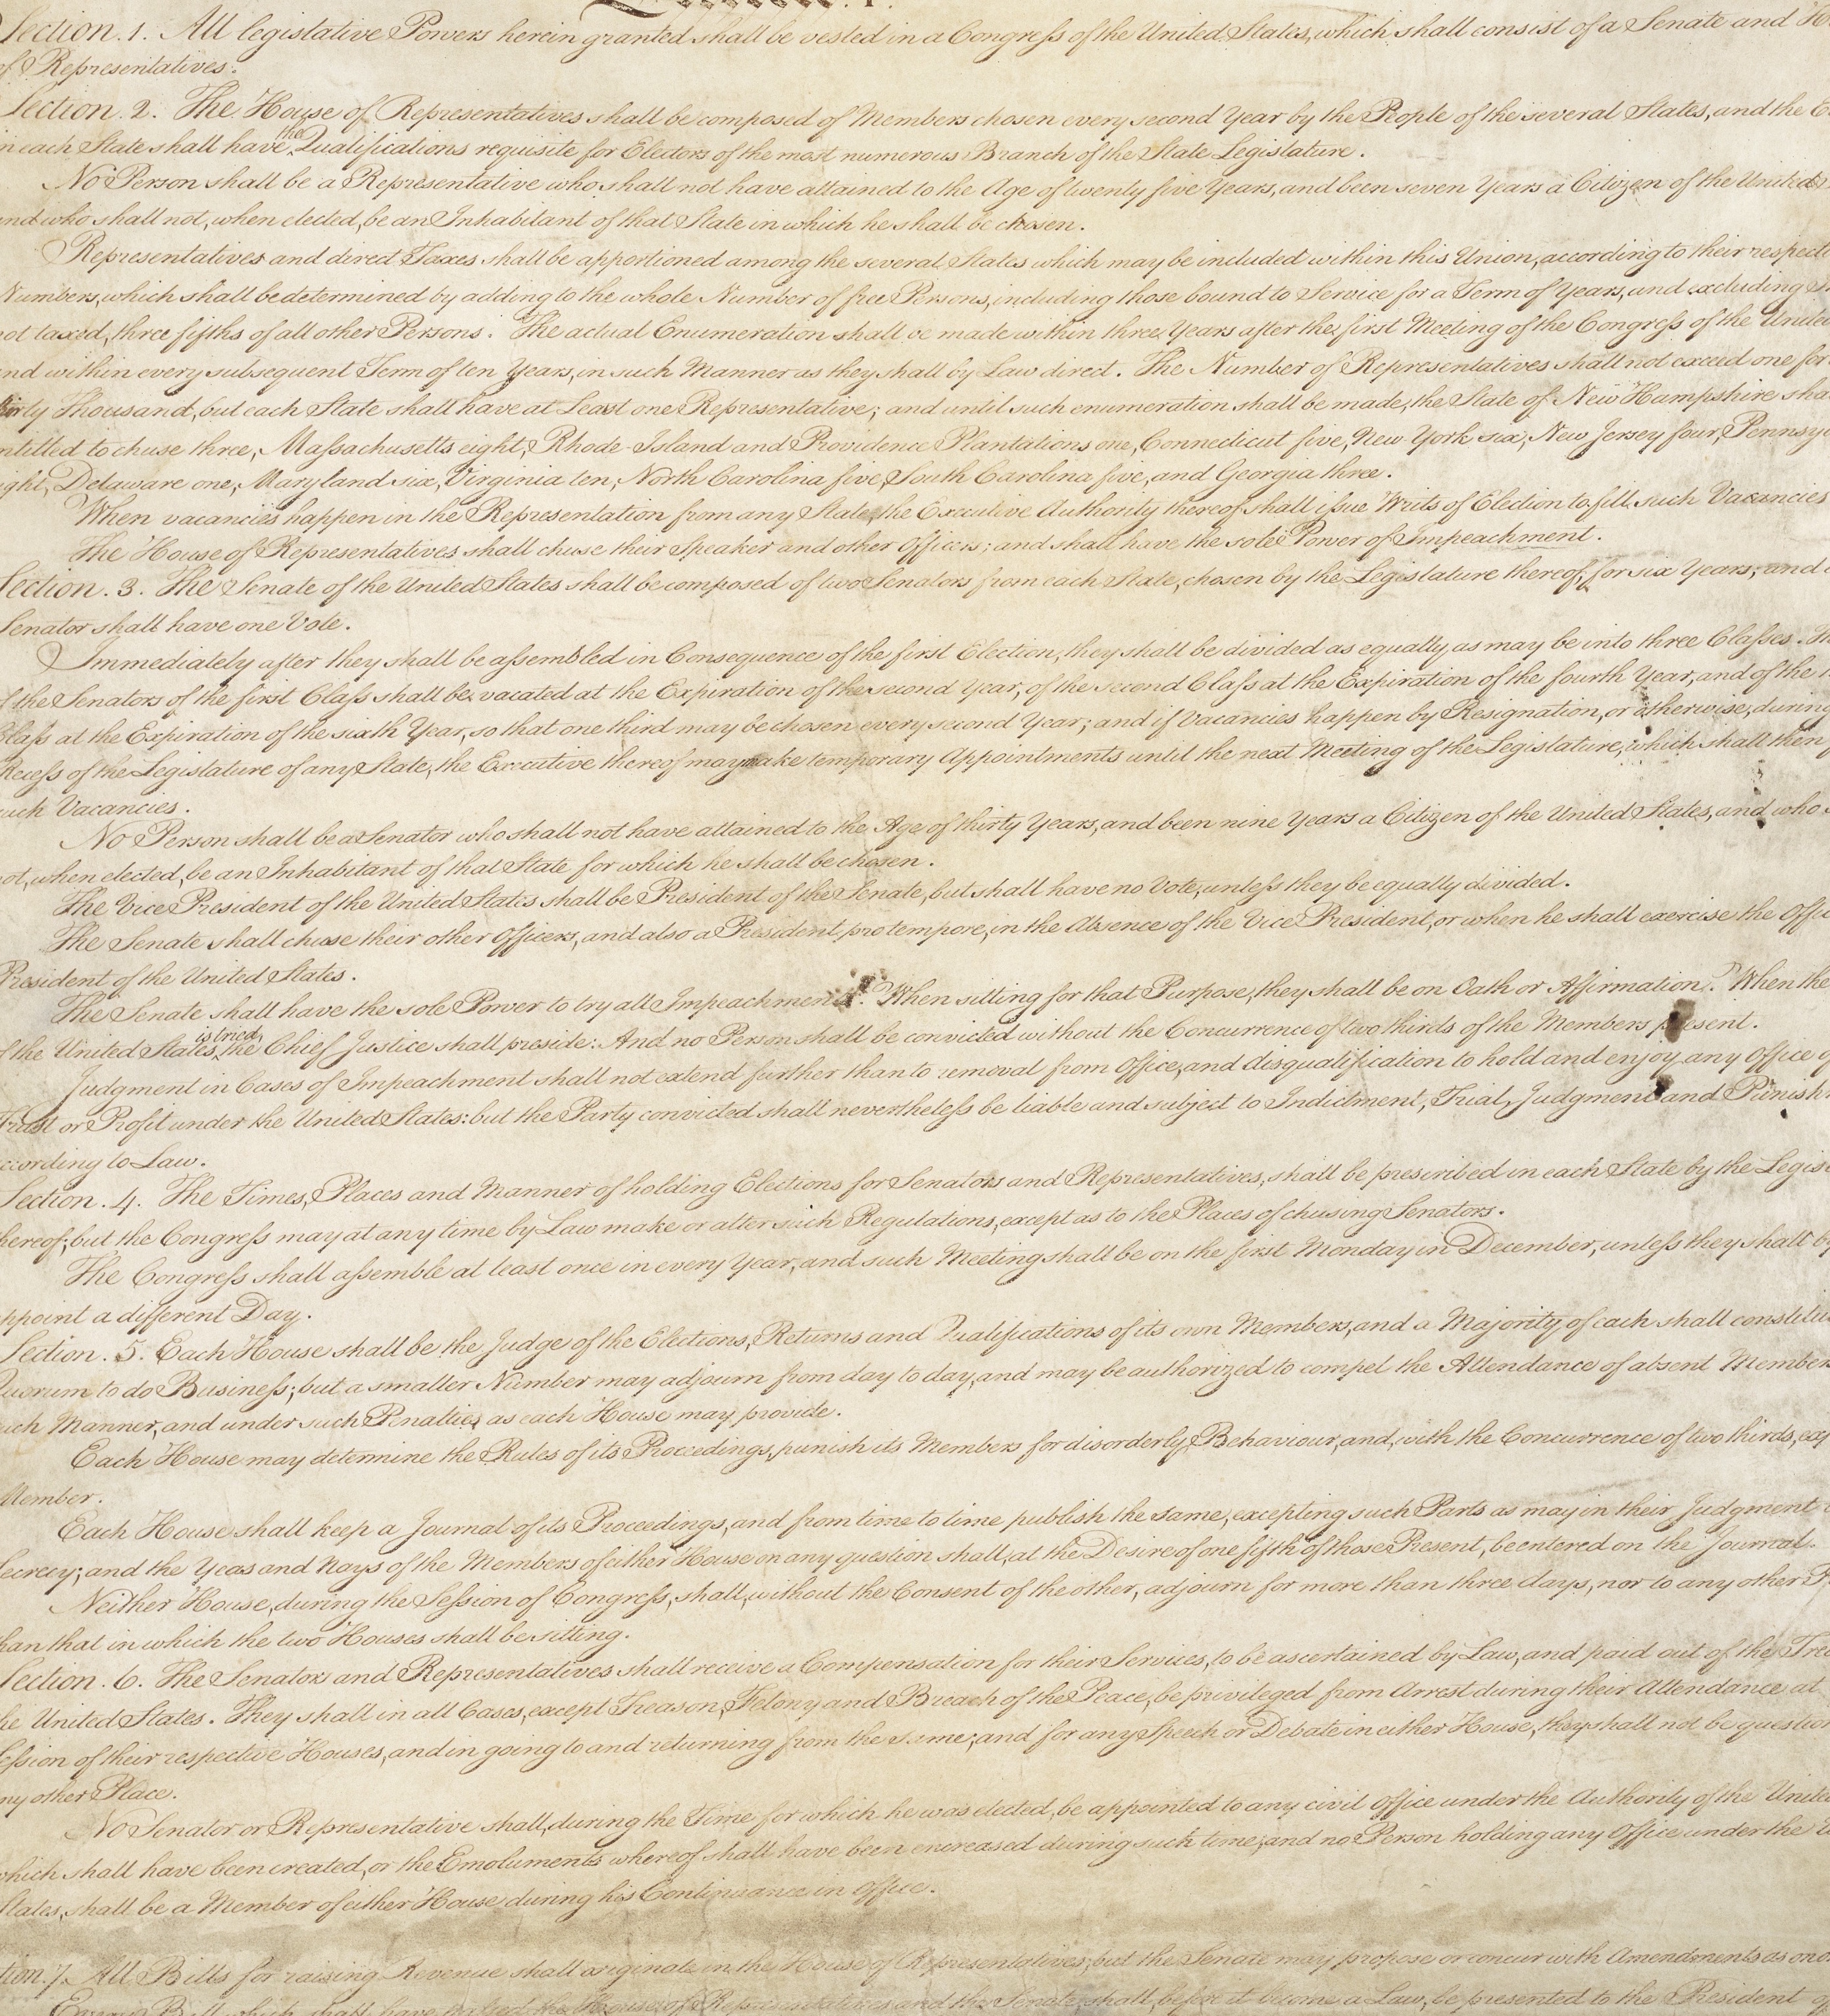 Section. 1. All legislative Powers herein granted shall be vested in a Congress of the United States, which shall consist of a Senate and
of Representatives.
Section. 2. The House of Representatives shall be composed of Members chosen every second Year by the People of the several States, and the
in each State shall have the Qualifications requisite for Electors of the most numerous Branch of the State Legislature.
No Person shall be a Representative who shall not have attained to the Age of twenty five Years, and been seven Years a Citizen of the United
and who shall not, when elected, be an Inhabitant of that State in which he shall be chosen.
Representatives and direct Taxes shall be apportioned among the several States which may be included within this Union, according to their respecti
Numbers, which shall be determined by adding to the whole Number of free Persons, including those bound to Service for a Term of Years, and excluding
not taxed, three fifths of all other Persons. The actual Enumeration shall be made within three Years after the first Meeting of the Congress of the United
and within every subsequent Term of ten Years, in such Manner as they shall by Law direct. The Number of Representatives shall not exceed one for
thirty Thousand, but each State shall have at Least one Representative; and until such enumeration shall be made, the State of New Hampshire sha
ntitled to chuse three, Massachusetts eight, Rhode-Island and Providence Plantations one, Connecticut five, New-York six, New Jersey four, Pennsy
ight, Delaware one, Maryland six, Virginia ten, North Carolina five, South Carolina five, and Georgia three.
When vacancies happen in the Representation from any State, the Executive Authority thereof shall issue Writs of Election to fill such Vacancies
The House of Representatives shall chuse their Speaker and other Officers; and shall have the sole Power of Impeachment.
Section. 3. The Senate of the United States shall be composed of two Senators from each State, chosen by the Legislature thereof, for six Years; and
Senator shall have one Vote.
Immediately after they shall be assembled in Consequence of the first Election, they shall be divided as equally as may be into three Classes. The
of the Senators of the first Class shall be vacated at the Expiration of the second Year, of the second Class at the Expiration of the fourth Year, and of the
Class at the Expiration of the sixth Year, so that one third may be chosen every second Year; and if Vacancies happen by Resignation, or otherwise, during
Recess of the Legislature of any State, the Executive thereof may make temporary Appointments until the next Meeting of the Legislature, which shall then
such Vacancies.
No Person shall be a Senator who shall not have attained to the Age of thirty Years, and been nine Years a Citizen of the United States, and who
not, when elected, be an Inhabitant of that State for which he shall be chosen.
The Vice President of the United States shall be President of the Senate, but shall have no Vote, unless they be equally divided.
The Senate shall chuse their other Officers, and also a President pro tempore, in the Absence of the Vice President, or when he shall exercise the Offi
President of the United States.
The Senate shall have the sole Power to try all Impeachments. When sitting for that Purpose, they shall be on Oath or Affirmation. When the
of the United States is tried, the Chief Justice shall preside: And no Person shall be convicted without the Concurrence of two thirds of the Members present.
Judgment in Cases of Impeachment shall not extend further than to removal from Office, and disqualification to hold and enjoy any Office of
Trust or Profit under the United States: but the Party convicted shall nevertheless be liable and subject to Indictment, Trial, Judgment and Punish
ccording to Law.
Section. 4. The Times, Places and Manner of holding Elections for Senators and Representatives, shall be prescribed in each State by the Legis
thereof; but the Congress may at any time by Law make or alter such Regulations, except as to the Places of chusing Senators.
The Congress shall assemble at least once in every Year, and such Meeting shall be on the first Monday in December, unless they shall by
ppoint a different Day.
Section. 5. Each House shall be the Judge of the Elections, Returns and Qualifications of its own Members, and a Majority of each shall constitu
Quorum to do Business; but a smaller Number may adjourn from day to day, and may be authorized to compel the Attendance of absent Members
such Manner, and under such Penalties as each House may provide.
Each House may determine the Rules of its Proceedings, punish its Members for disorderly Behaviour, and, with the Concurrence of two thirds, exp
Member.
Each House shall keep a Journal of its Proceedings, and from time to time publish the same, excepting such Parts as may in their Judgment
Secrecy; and the Yeas and Nays of the Members of either House on any question shall, at the Desire of one fifth of those Present, be entered on the Journal.
Neither House, during the Session of Congress, shall, without the Consent of the other, adjourn for more than three days, nor to any other
than that in which the two Houses shall be sitting.
Section. 6. The Senators and Representatives shall receive a Compensation for their Services, to be ascertained by Law, and paid out of the Trea
the United States. They shall in all Cases, except Treason, Felony and Breach of the Peace, be privileged from Arrest during their Attendance at
ession of their respective Houses, and in going to and returning from the same; and for any Speech or Debate in either House, they shall not be question
ny other Place.
No Senator or Representative shall, during the Time for which he was elected, be appointed to any civil Office under the Authority of the United
which shall have been created, or the Emoluments whereof shall have been encreased during such time; and no Person holding any Office under the
States, shall be a Member of either House during his Continuance in Office.
tion. 7. All Bills for raising Revenue shall originate in the House of Representatives; but the Senate may propose or concur with Amendments as on o
Every Bill which shall have passed the House of Representatives and the Senate, shall, before it become a Law, be presented to the President of